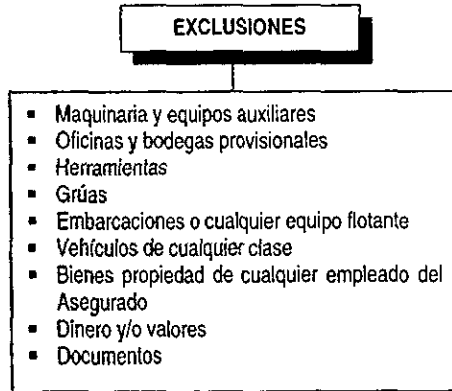 EXCLUSIONES
▪ Maquinaria y equipos auxiliares
▪ Oficinas y bodegas provisionales
▪ Herramientas
▪ Grúas
▪ Embarcaciones o cualquier equipo flotante
▪ Vehículos de cualquier clase
▪ Bienes propiedad de cualquier empleado del
Asegurado
▪ Dinero y/o valores
▪ Documentos